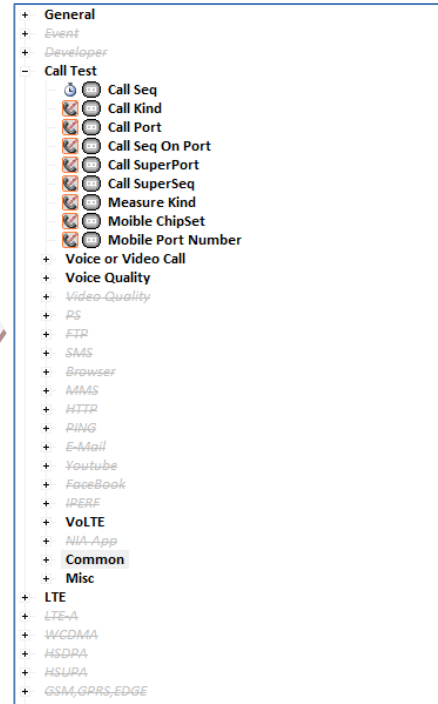 General
Event
Developer
Call Test
Call Seq
Call Kind
Call Port
Call Seq On Port
Call SuperPort
Call SuperSeq
Measure Kind
Moible ChipSet
Mobile Port Number
Voice or Video Call
Voice Quality
Video Quality
PS
FTP
SMS
Browser
MMS
HTTP
PING
E-Mail
Youtube
FaceBook
IPERF
VoLTE
NIA App
Common
Misc
LTE
LTE-A
WCDMA
HSDPA
HSUPA
GSM,GPRS,EDGE